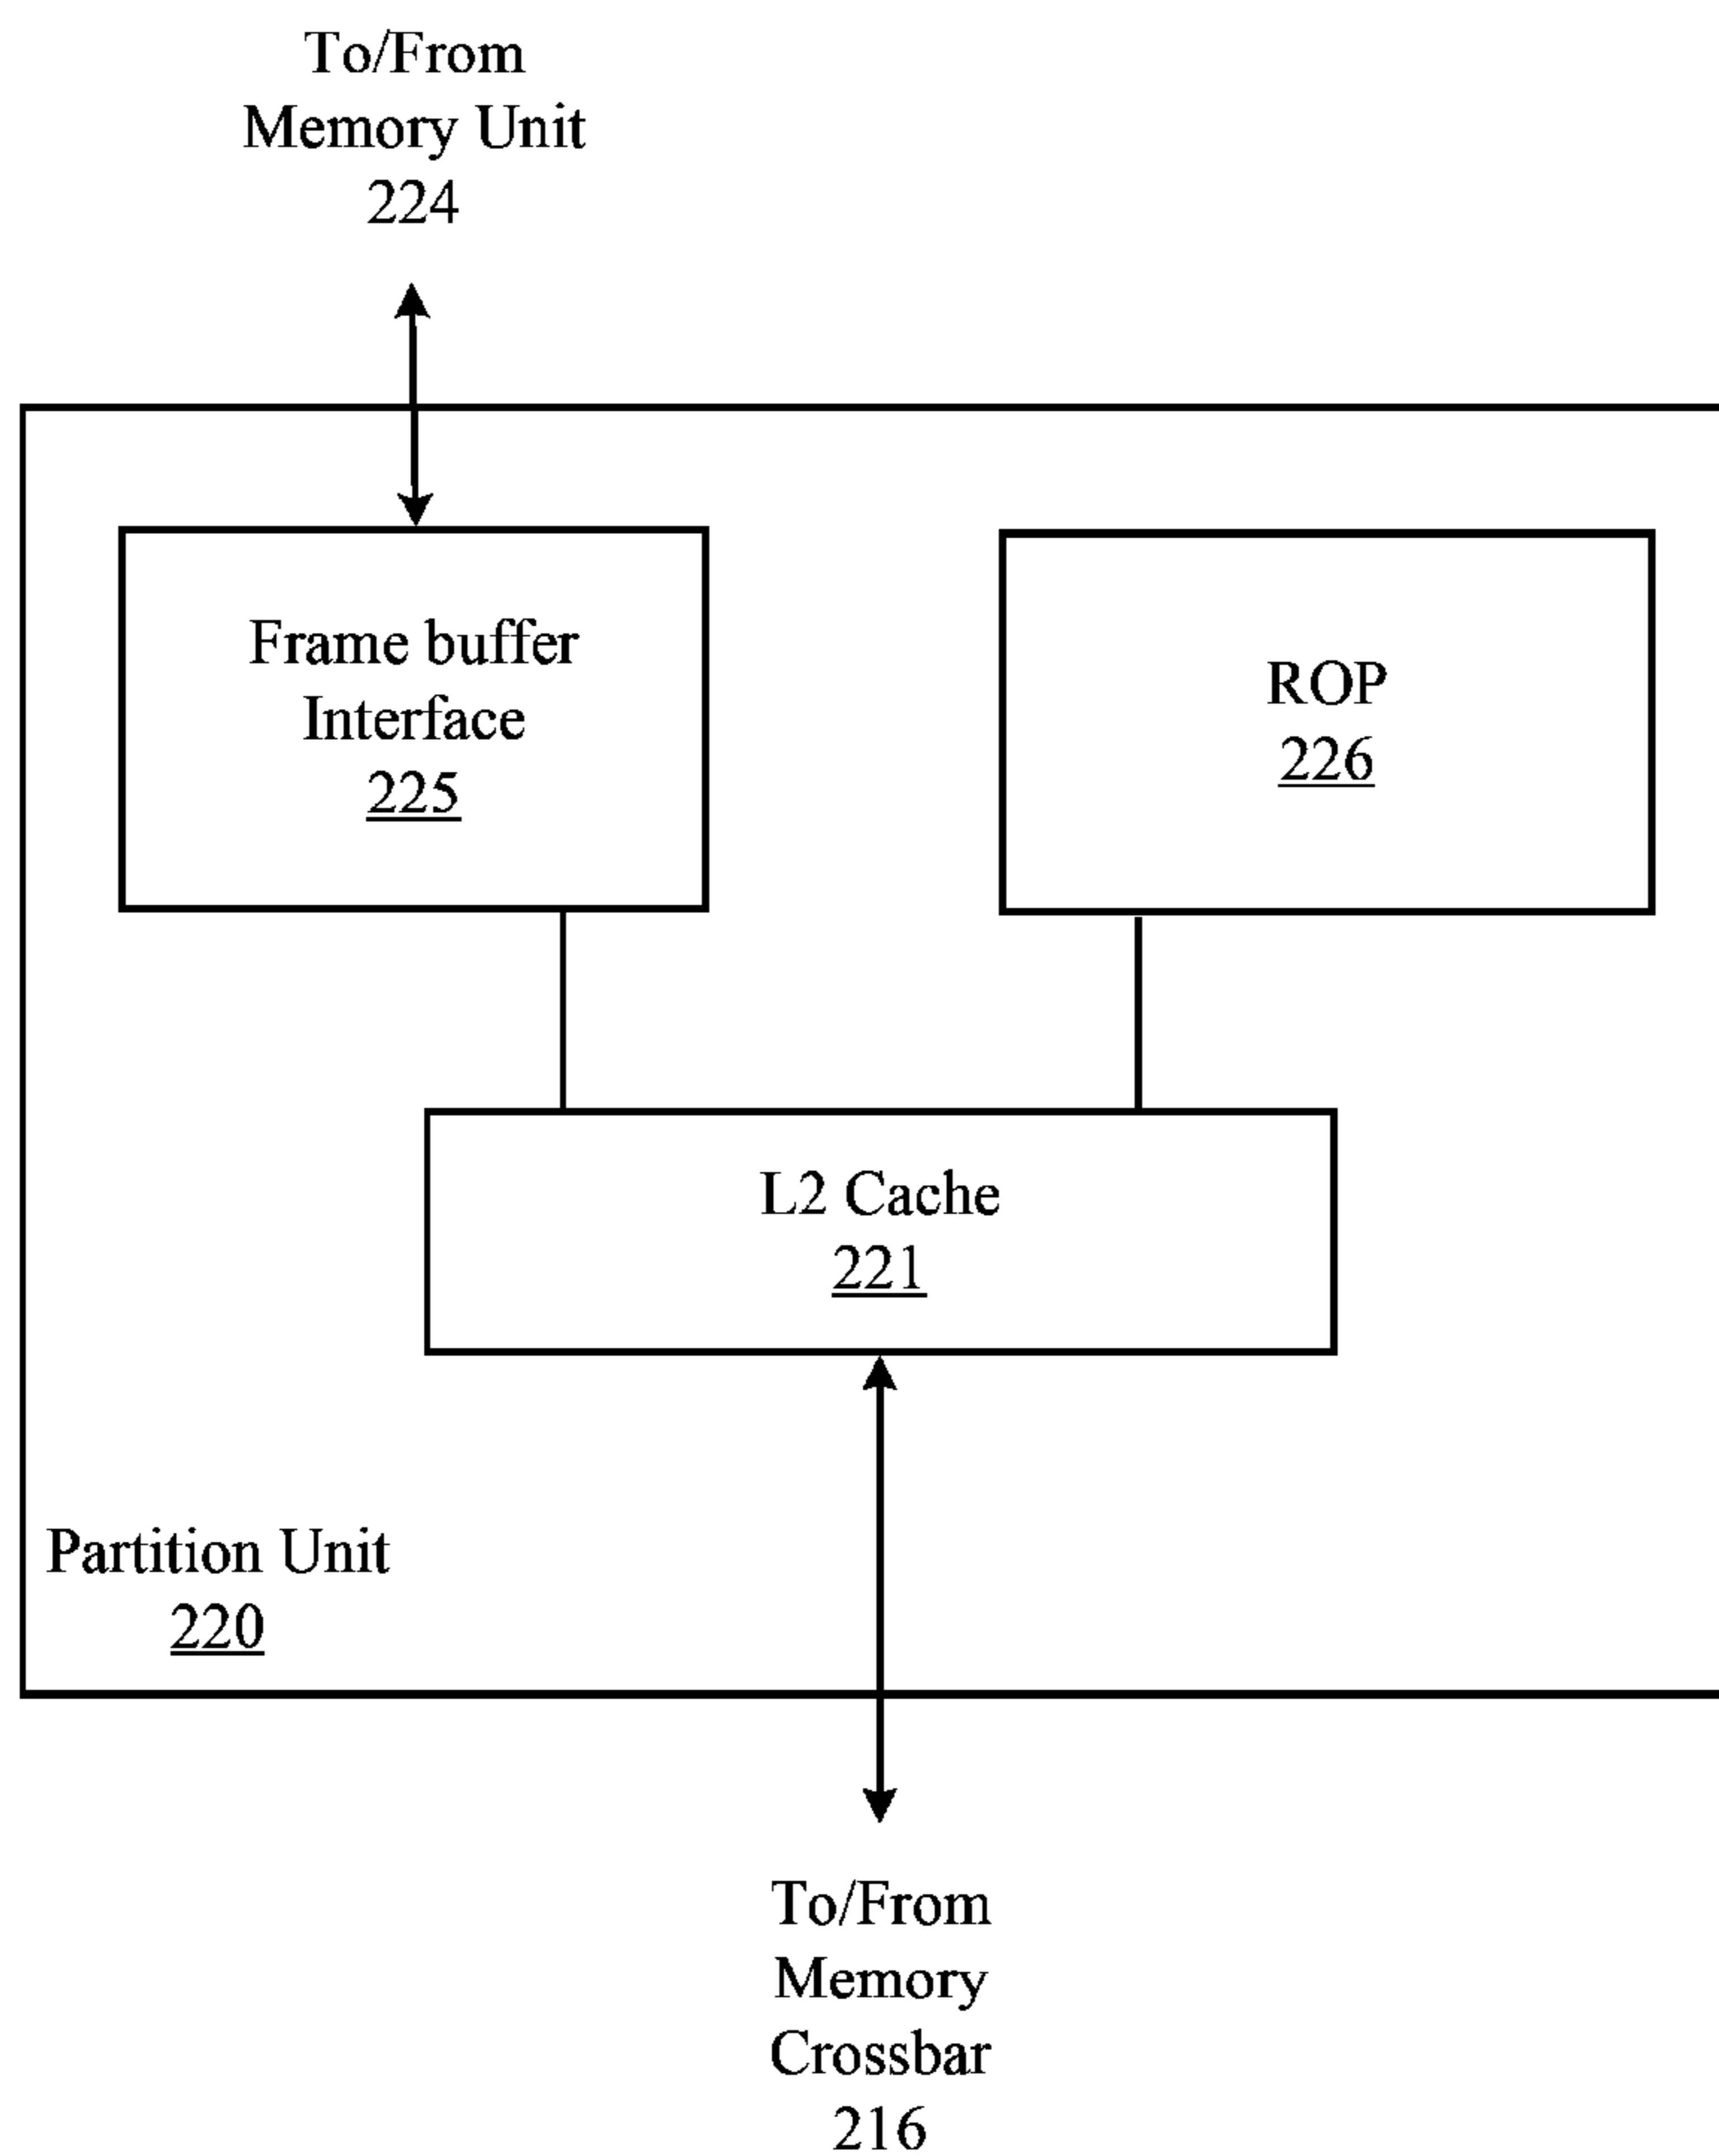 To/From
Memory Unit
224
Frame buffer
Interface
225
ROP
226
L2 Cache
221
Partition Unit
220
To/From
Memory
Crossbar
216